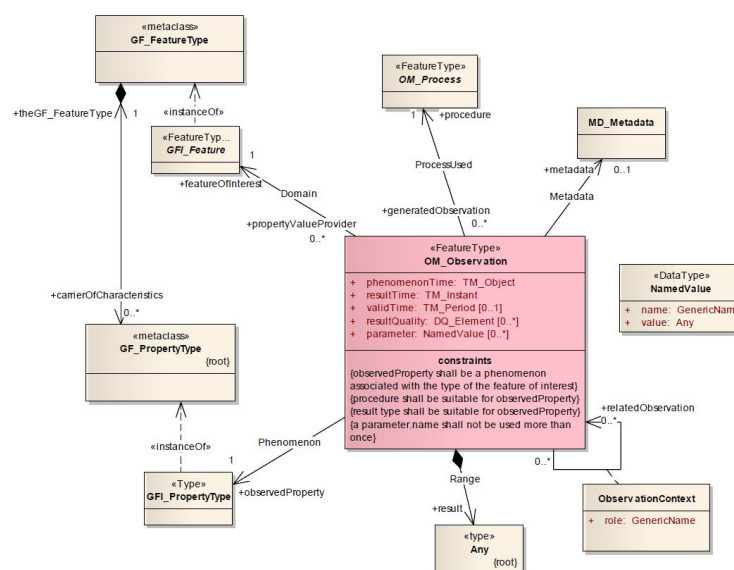 «metaclass»
GF_FeatureType
+theGF_FeatureType
1
«instanceOf»
«FeatureTyp...
GFI_Feature
1
+featureOfInterest
Domain
+propertyValueProvider
0..*
«FeatureType»
OM_Process
1
+procedure
ProcessUsed
+generatedObservation
0..*
MD_Metadata
+metadata
0..1
Metadata
«FeatureType»
OM_Observation
+ phenomenonTime: TM_Object
+ resultTime: TM_Instant
+ validTime: TM_Period [0..1]
+ resultQuality: DQ_Element [0..*]
+ parameter: NamedValue [0..*]
constraints
{observedProperty shall be a phenomenon
associated with the type of the feature of interest}
{procedure shall be suitable for observedProperty}
{result type shall be suitable for observedProperty}
{a parameter.name shall not be used more than
once}
«DataType»
NamedValue
+ name: GenericName
+ value: Any
+carrierOfCharacteristics
0..*
«metaclass»
GF_PropertyType
{root}
«instanceOf»
Phenomenon
1
+observedProperty
«Type»
GFI_PropertyType
+relatedObservation
0..*
0..*
Range
+result
«type»
Any
{root}
ObservationContext
+ role: GenericName